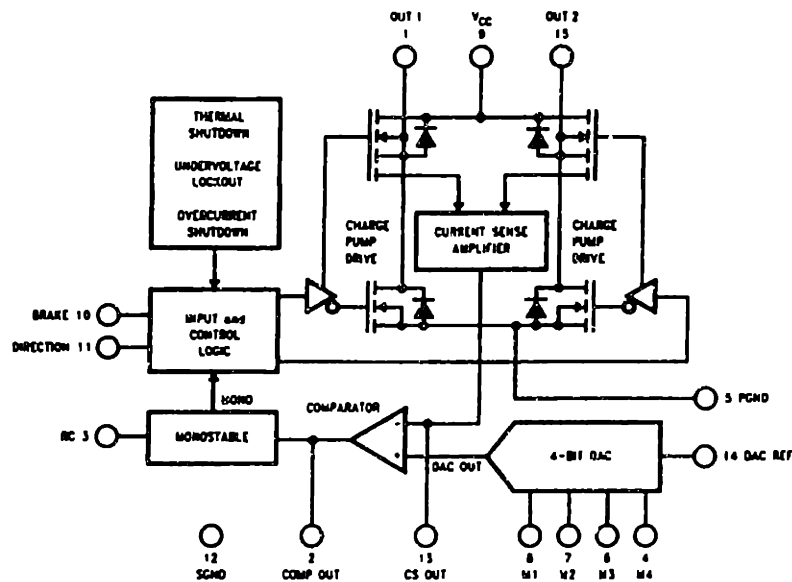 OUT 1
1
VCC
9
OUT 2
15
THERMAL
SHUTDOWN
UNDERVOLTAGE
LOCKOUT
OVERCURRENT
SHUTDOWN
CHARGE
PUMP
DRIVE
CURRENT SENSE
AMPLIFIER
CHARGE
PUMP
DRIVE
BRAKE 10
DIRECTION 11
INPUT and
CONTROL
LOGIC
MONO
COMPARATOR
5 PGND
RC 3
MONOSTABLE
-
+
DAC OUT
4-BIT DAC
14 DAC REF
12
SGND
2
COMP OUT
13
CS OUT
8
M1
7
M2
6
M3
4
M4